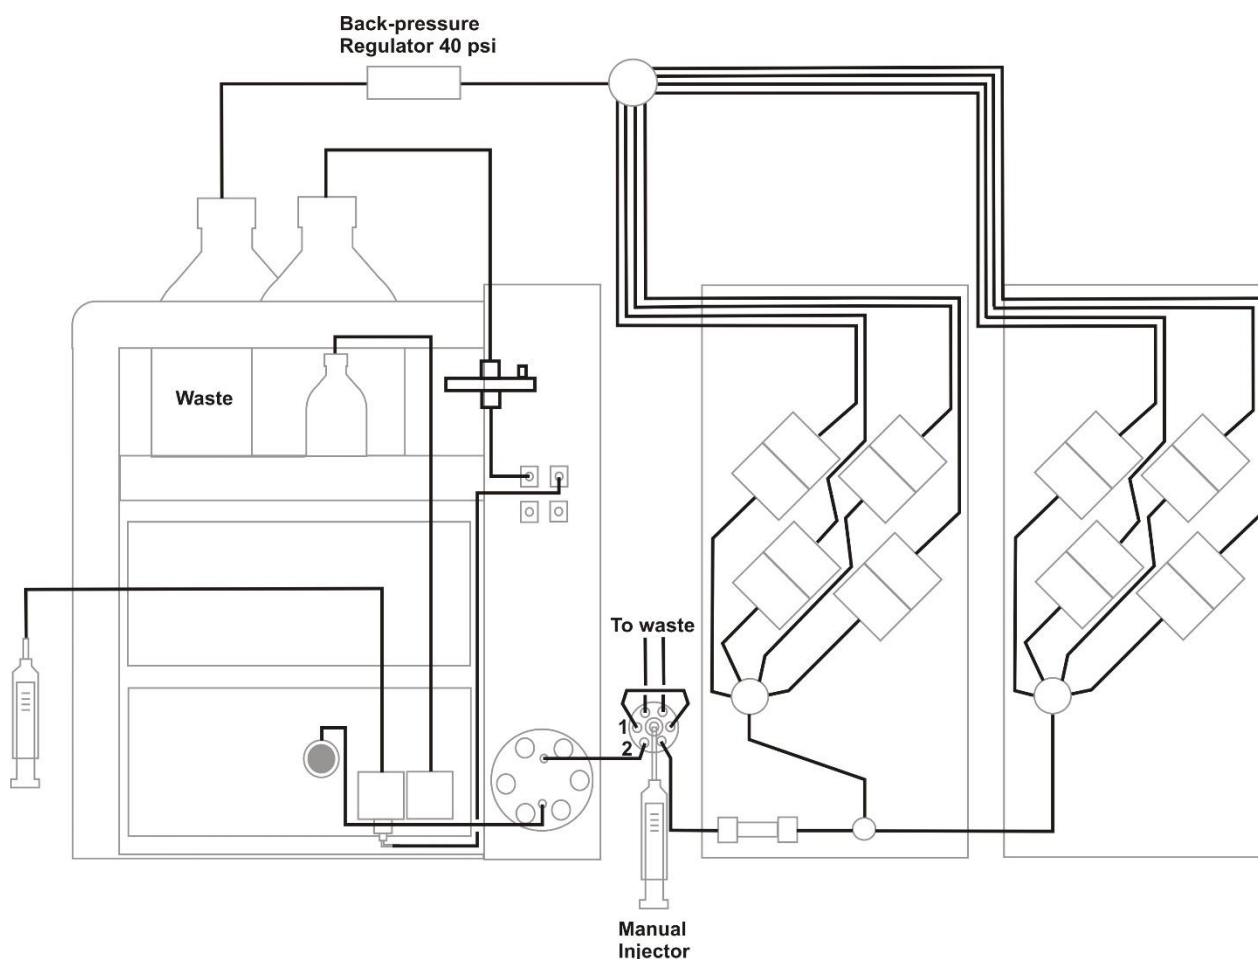 Back-pressure
Regulator 40 psi
Waste
To waste
1
2
Manual
Injector